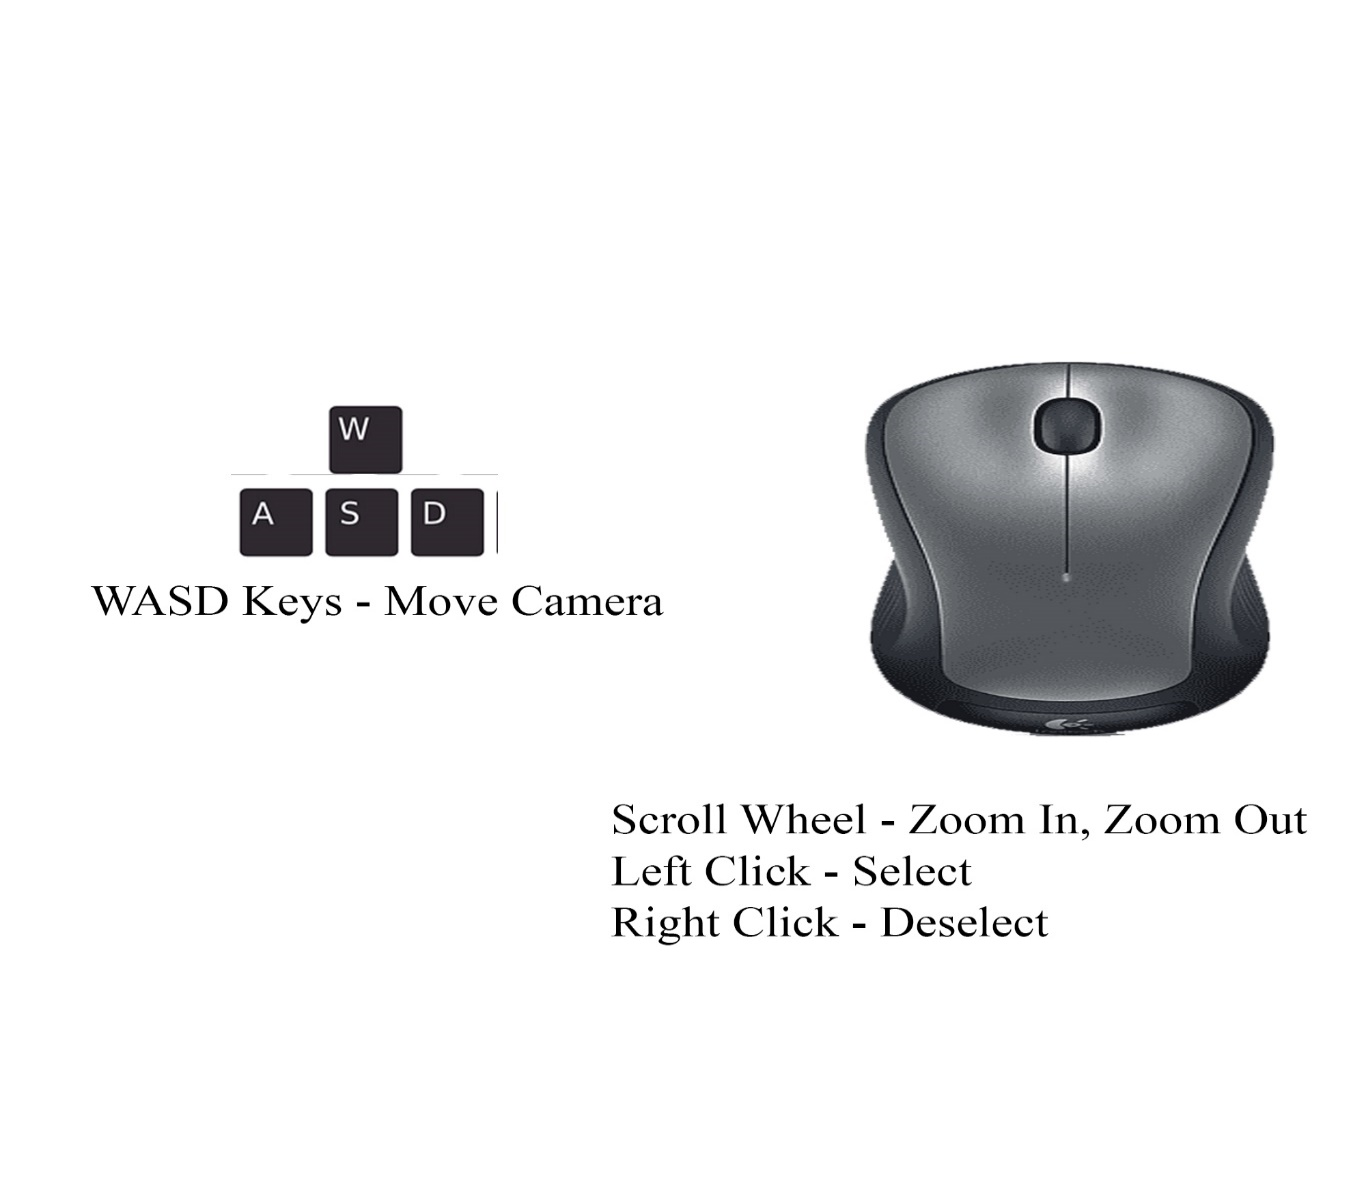 W
A S D
WASD Keys - Move Camera
Scroll Wheel - Zoom In, Zoom Out
Left Click - Select
Right Click - Deselect